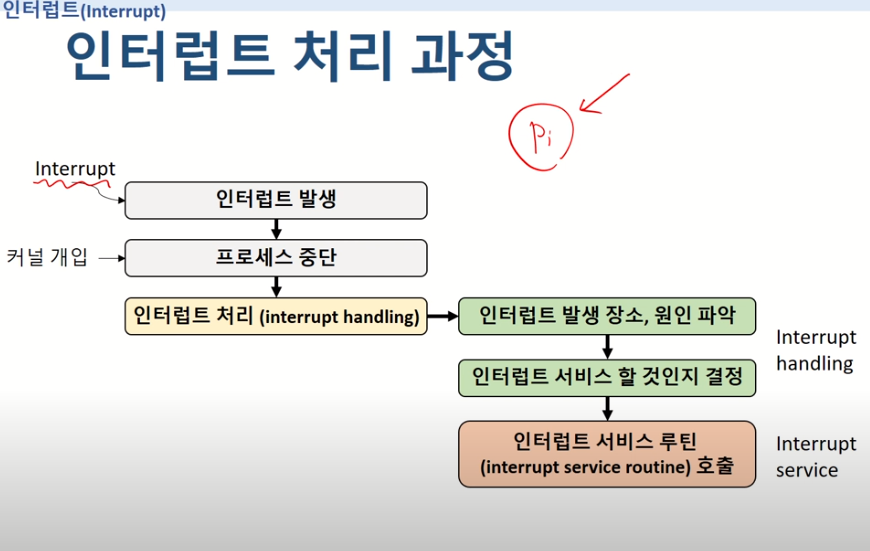 인터럽트(Interrupt)
인터럽트 처리 과정
Pi
Interrupt
인터럽트 발생
커널 개입
프로세스 중단
인터럽트 처리 (interrupt handling)
인터럽트 발생 장소, 원인 파악
Interrupt
handling
인터럽트 서비스 할 것인지 결정
인터럽트 서비스 루틴
(interrupt service routine) 호출
Interrupt
service